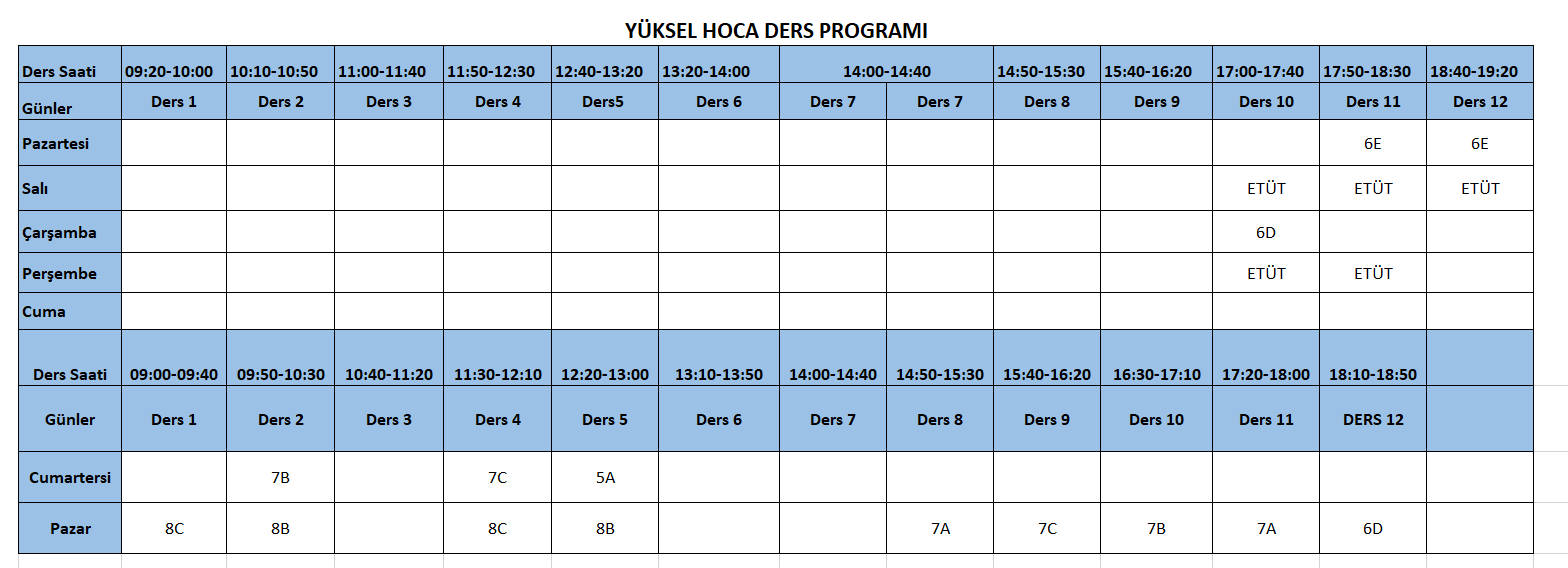 YÜKSEL HOCA DERS PROGRAMI
Ders Saati 09:20-10:00 10:10-10:50 11:00-11:40 11:50-12:30 12:40-13:20 13:20-14:00 14:00-14:40 14:50-15:30 15:40-16:20 17:00-17:40 17:50-18:30 18:40-19:20
Günler Ders 1 Ders 2 Ders 3 Ders 4 Ders5 Ders 6 Ders 7 Ders 7 Ders 8 Ders 9 Ders 10 Ders 11 Ders 12
Pazartesi 6E 6E
Salı ETÜT ETÜT ETÜT
Çarşamba 6D
Perşembe ETÜT ETÜT
Cuma
Ders Saati 09:00-09:40 09:50-10:30 10:40-11:20 11:30-12:10 12:20-13:00 13:10-13:50 14:00-14:40 14:50-15:30 15:40-16:20 16:30-17:10 17:20-18:00 18:10-18:50
Günler Ders 1 Ders 2 Ders 3 Ders 4 Ders 5 Ders 6 Ders 7 Ders 8 Ders 9 Ders 10 Ders 11 DERS 12
Cumartersi 7B 7C 5A
Pazar 8C 8B 8C 8B 7A 7C 7B 7A 6D